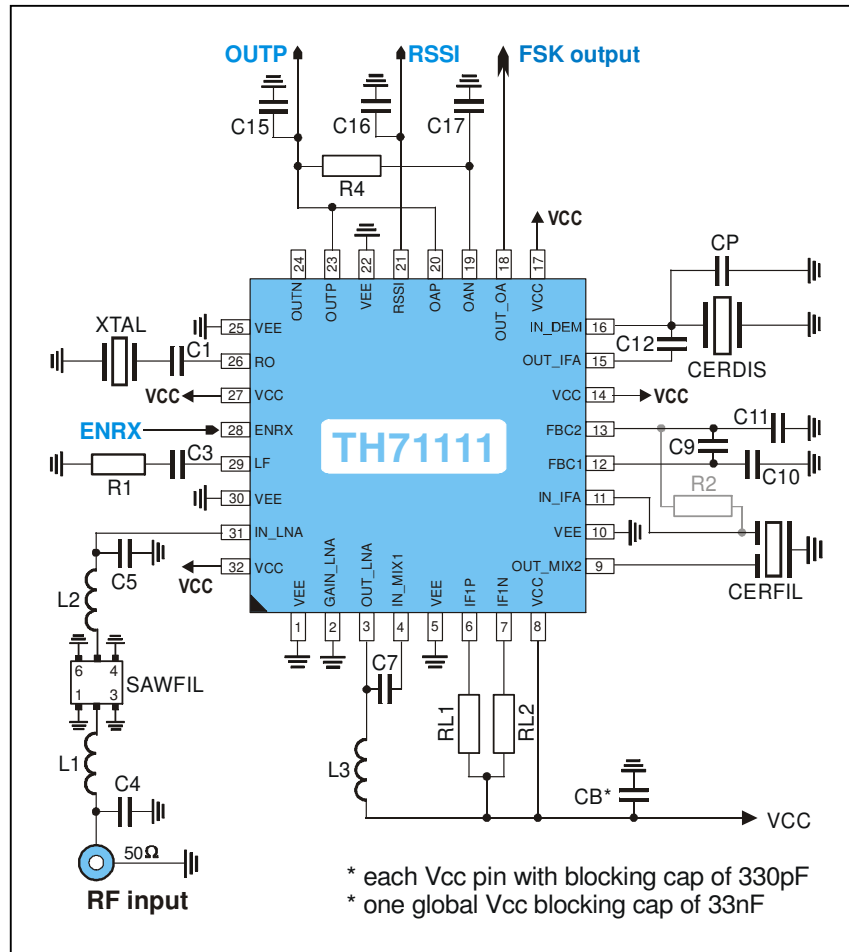 OUTP RSSI FSK output
C15 C16 C17
R4
VCC
24 23 22 21 20 19 18 17
OUTN OUTP VEE RSSI OAP OAN OUT_OA VCC
CP
XTAL
C1
25 VEE
26 RO
VCC 27 VCC
ENRX 28 ENRX
R1 C3 29 LF
30 VEE
31 IN_LNA
VCC 32 VCC
TH71111
IN_DEM 16
C12
OUT_IFA 15
CERDIS
VCC 14 VCC
FBC2 13
C11
C9
FBC1 12
C10
IN_IFA 11
R2
VEE 10
OUT_MIX2 9
CERFIL
VEE GAIN_LNA OUT_LNA IN_MIX1 VEE IF1P IF1N VCC
1 2 3 4 5 6 7 8
C5
L2
6 4
1 3
SAWFIL
L1
C4
50Ω
RF input
C7
L3
RL1 RL2
CB*
VCC
* each Vcc pin with blocking cap of 330pF
* one global Vcc blocking cap of 33nF